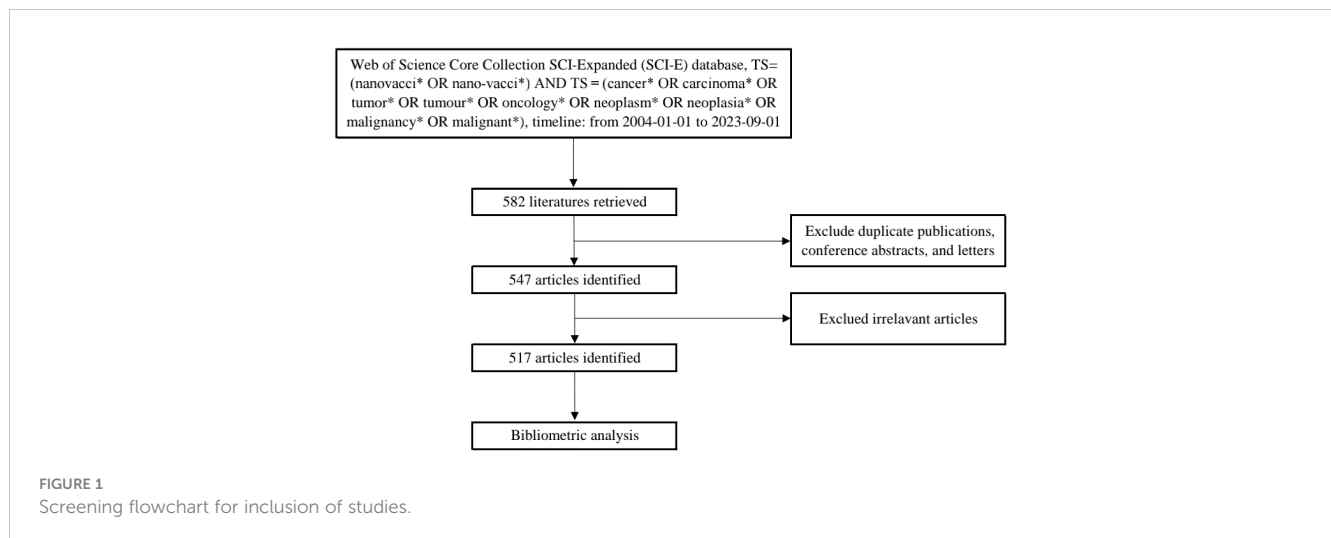 Web of Science Core Collection SCI-Expanded (SCI-E) database, TS=
(nanovacci* OR nano-vacci*) AND TS = (cancer* OR carcinoma* OR
tumor* OR tumour* OR oncology* OR neoplasm* OR neoplasia* OR
malignancy* OR malignant*), timeline: from 2004-01-01 to 2023-09-01
582 literatures retrieved
Exclude duplicate publications,
conference abstracts, and letters
547 articles identified
Exclued irrelavant articles
517 articles identified
Bibliometric analysis
FIGURE 1
Screening flowchart for inclusion of studies.